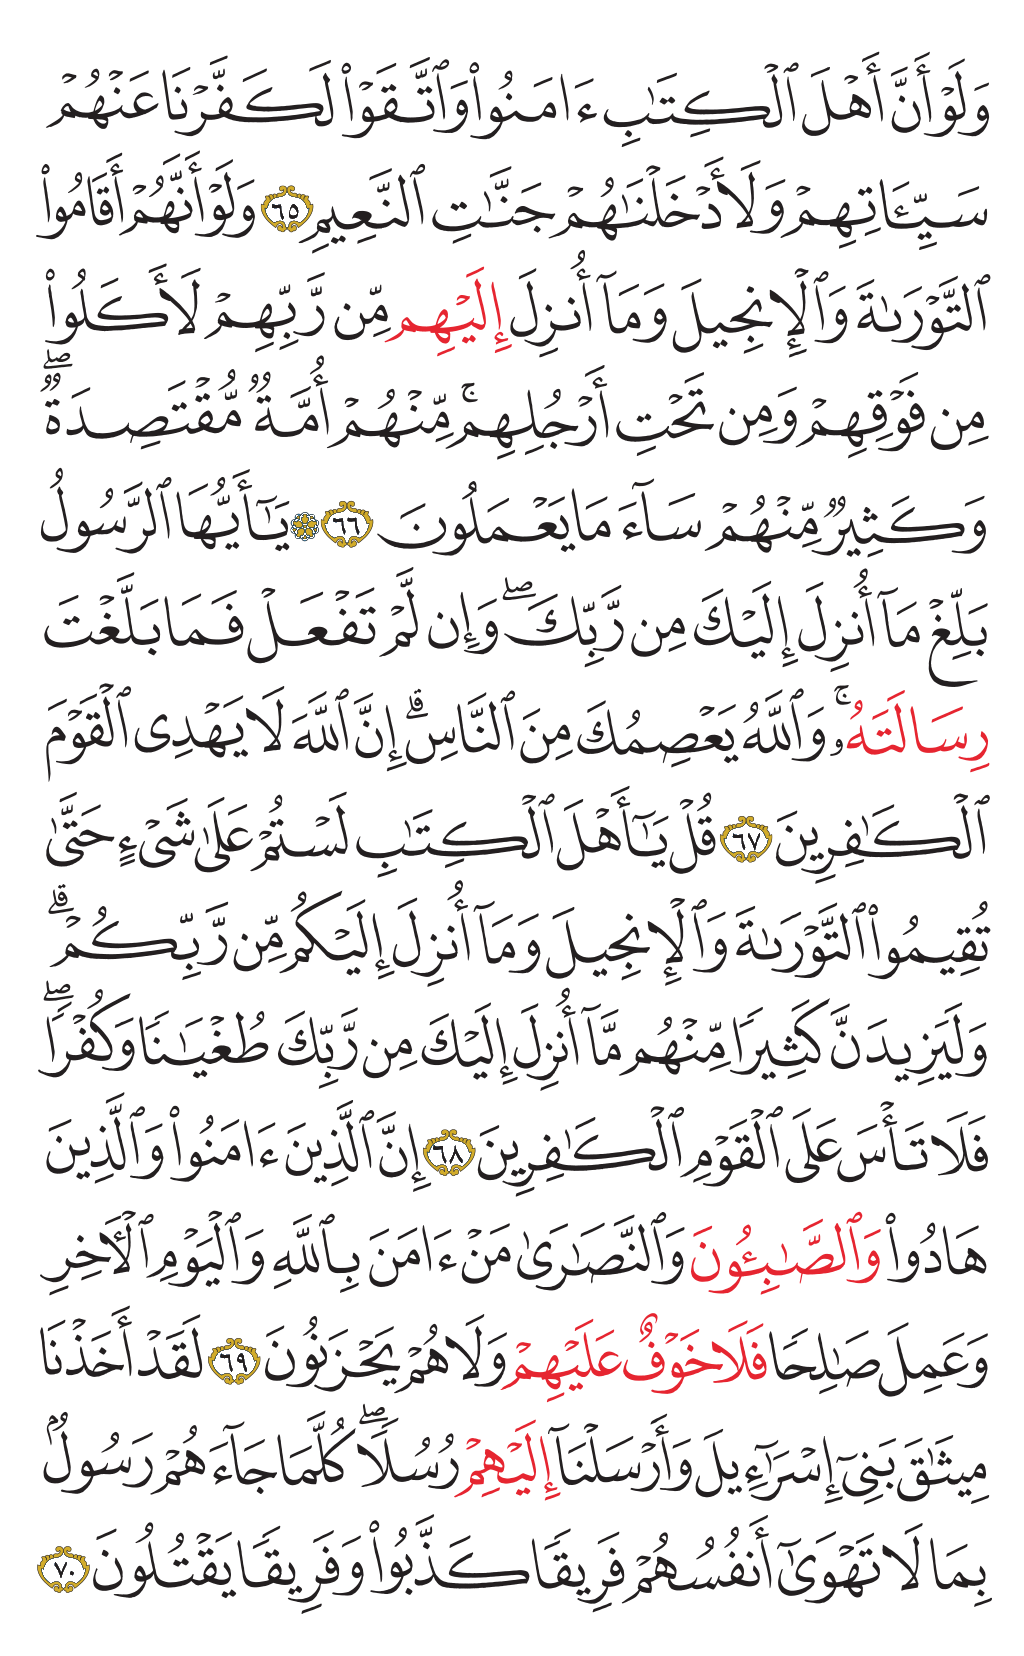 وَلَوْ أَنَّ أَهْلَ ٱلْكِتَٰبِ ءَامَنُوا۟ وَٱتَّقَوْا۟ لَكَفَّرْنَا عَنْهُمْ
سَيِّـَٔاتِهِمْ وَلَأَدْخَلْنَٰهُمْ جَنَّٰتِ ٱلنَّعِيمِ ٦٥ وَلَوْ أَنَّهُمْ أَقَامُوا۟
ٱلتَّوْرَىٰةَ وَٱلْإِنجِيلَ وَمَآ أُنزِلَ إِلَيْهِم مِّن رَّبِّهِمْ لَأَكَلُوا۟
مِن فَوْقِهِمْ وَمِن تَحْتِ أَرْجُلِهِم ۚ مِّنْهُمْ أُمَّةٌ مُّقْتَصِدَةٌ ۖ
وَكَثِيرٌ مِّنْهُمْ سَآءَ مَا يَعْمَلُونَ ٦٦ ۞ يَٰٓأَيُّهَا ٱلرَّسُولُ
بَلِّغْ مَآ أُنزِلَ إِلَيْكَ مِن رَّبِّكَ ۖ وَإِن لَّمْ تَفْعَلْ فَمَا بَلَّغْتَ
رِسَالَتَهُۥ ۚ وَٱللَّهُ يَعْصِمُكَ مِنَ ٱلنَّاسِ ۗ إِنَّ ٱللَّهَ لَا يَهْدِى ٱلْقَوْمَ
ٱلْكَٰفِرِينَ ٦٧ قُلْ يَٰٓأَهْلَ ٱلْكِتَٰبِ لَسْتُمْ عَلَىٰ شَىْءٍ حَتَّىٰ
تُقِيمُوا۟ ٱلتَّوْرَىٰةَ وَٱلْإِنجِيلَ وَمَآ أُنزِلَ إِلَيْكُم مِّن رَّبِّكُمْ ۗ
وَلَيَزِيدَنَّ كَثِيرًا مِّنْهُم مَّآ أُنزِلَ إِلَيْكَ مِن رَّبِّكَ طُغْيَٰنًا وَكُفْرًا ۖ
فَلَا تَأْسَ عَلَى ٱلْقَوْمِ ٱلْكَٰفِرِينَ ٦٨ إِنَّ ٱلَّذِينَ ءَامَنُوا۟ وَٱلَّذِينَ
هَادُوا۟ وَٱلصَّٰبِـُٔونَ وَٱلنَّصَٰرَىٰ مَنْ ءَامَنَ بِٱللَّهِ وَٱلْيَوْمِ ٱلْـَٔاخِرِ
وَعَمِلَ صَٰلِحًا فَلَا خَوْفٌ عَلَيْهِمْ وَلَا هُمْ يَحْزَنُونَ ٦٩ لَقَدْ أَخَذْنَا
مِيثَٰقَ بَنِىٓ إِسْرَٰٓءِيلَ وَأَرْسَلْنَآ إِلَيْهِمْ رُسُلًا ۖ كُلَّمَا جَآءَهُمْ رَسُولٌۢ
بِمَا لَا تَهْوَىٰٓ أَنفُسُهُمْ فَرِيقًا كَذَّبُوا۟ وَفَرِيقًا يَقْتُلُونَ ٧٠